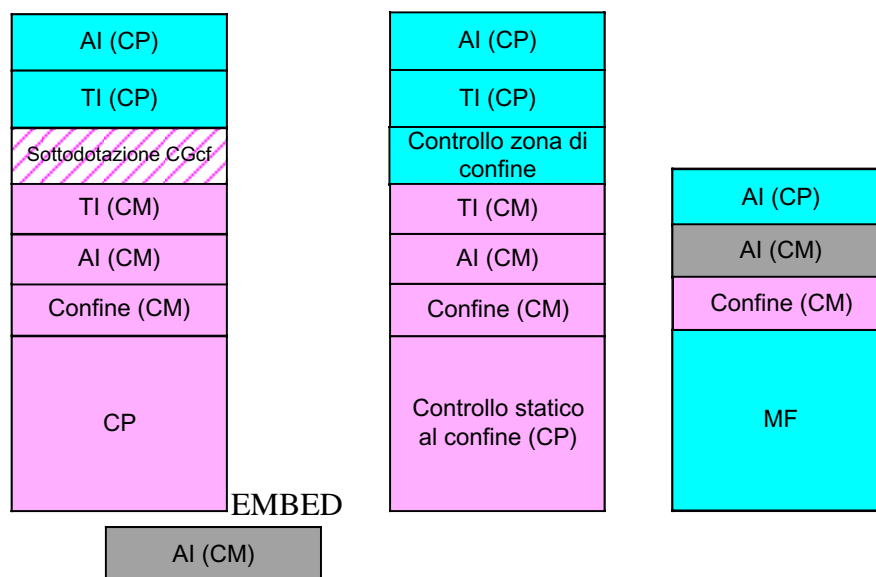 AI (CP)
TI (CP)
Sottodotazione CGcf
TI (CM)
AI (CM)
Confine (CM)
CP
EMBED
AI (CM)
AI (CP)
TI (CP)
Controllo zona di
confine
TI (CM)
AI (CM)
Confine (CM)
Controllo statico
al confine (CP)
AI (CP)
AI (CM)
Confine (CM)
MF